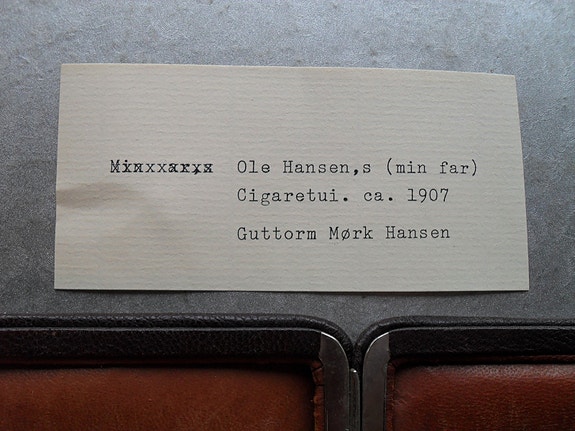 Ole Hansen,s (min far)
Cigaretui. ca. 1907
Guttorm Mørk Hansen